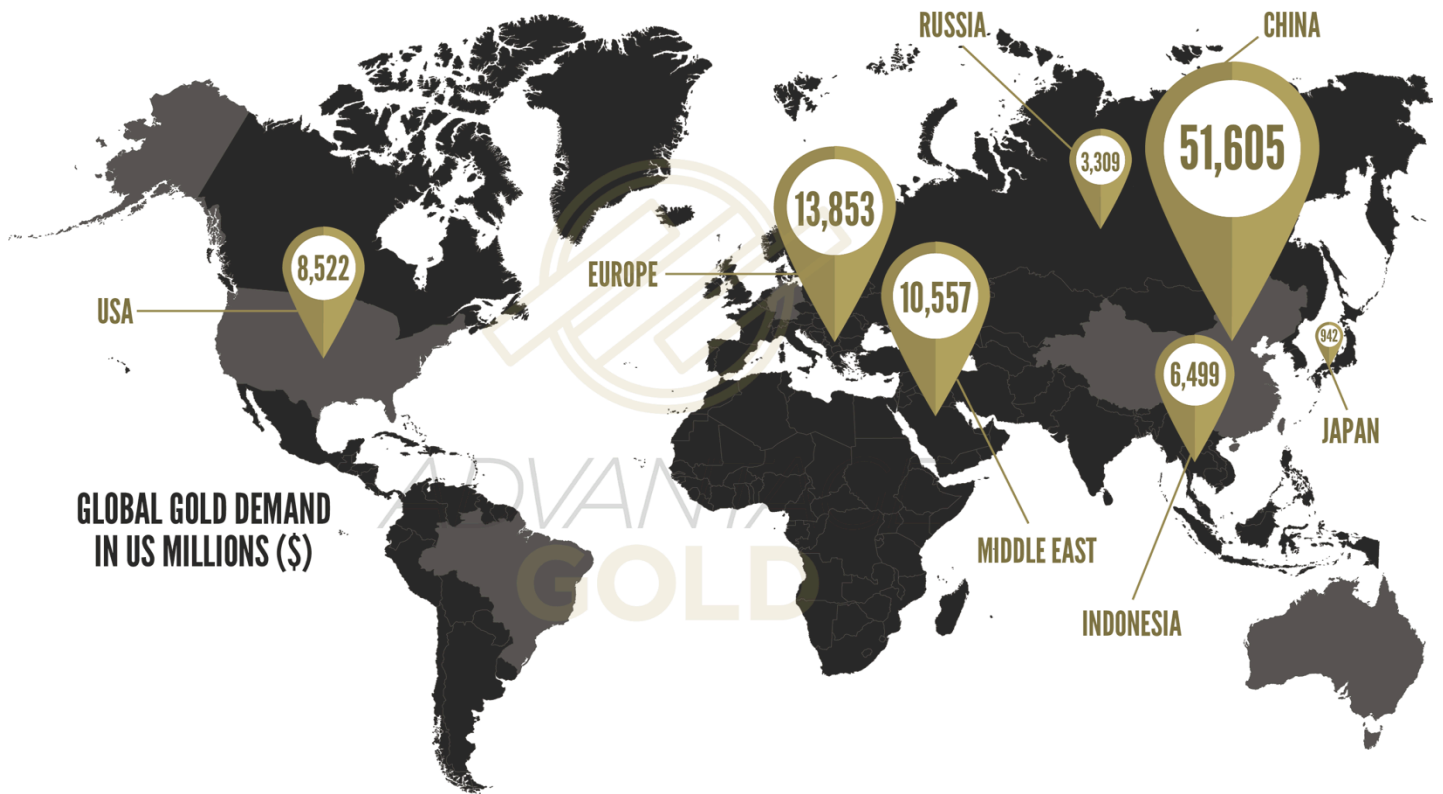 RUSSIA
CHINA
51,605
3,309
13,853
8,522
EUROPE
10,557
USA
942
6,499
JAPAN
GLOBAL GOLD DEMAND
IN US MILLIONS ($)
MIDDLE EAST
GOLD
INDONESIA